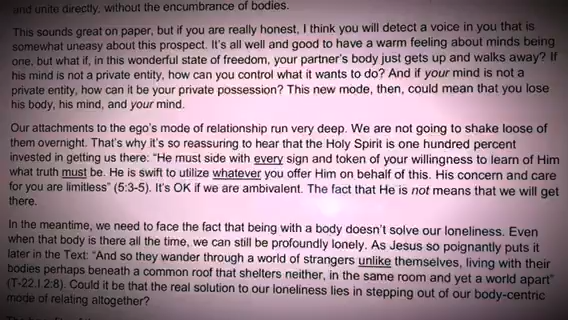 and unite directly, without the encumbrance of bodies.
This sounds great on paper, but if you are really honest, I think you will detect a voice in you that is
somewhat uneasy about this prospect. It's all well and good to have a warm feeling about minds being
one, but what if, in this wonderful state of freedom, your partner's body just gets up and walks away? If
his mind is not a private entity, how can you control what it wants to do? And if your mind is not a
private entity, how can it be your private possession? This new mode, then, could mean that you lose
his body, his mind, and your mind.
Our attachments to the ego's mode of relationship run very deep. We are not going to shake loose of
them overnight. That's why it's so reassuring to hear that the Holy Spirit is one hundred percent
invested in getting us there: "He must side with every sign and token of your willingness to learn of Him
what truth must be. He is swift to utilize whatever you offer Him on behalf of this. His concern and care
for you are limitless" (5:3-5). It's OK if we are ambivalent. The fact that He is not means that we will get
there.
In the meantime, we need to face the fact that being with a body doesn't solve our loneliness. Even
when that body is there all the time, we can still be profoundly lonely. As Jesus so poignantly puts it
later in the Text: "And so they wander through a world of strangers unlike themselves, living with their
bodies perhaps beneath a common roof that shelters neither, in the same room and yet a world apart"
(T-22.I.2:8). Could it be that the real solution to our loneliness lies in stepping out of our body-centric
mode of relating altogether?